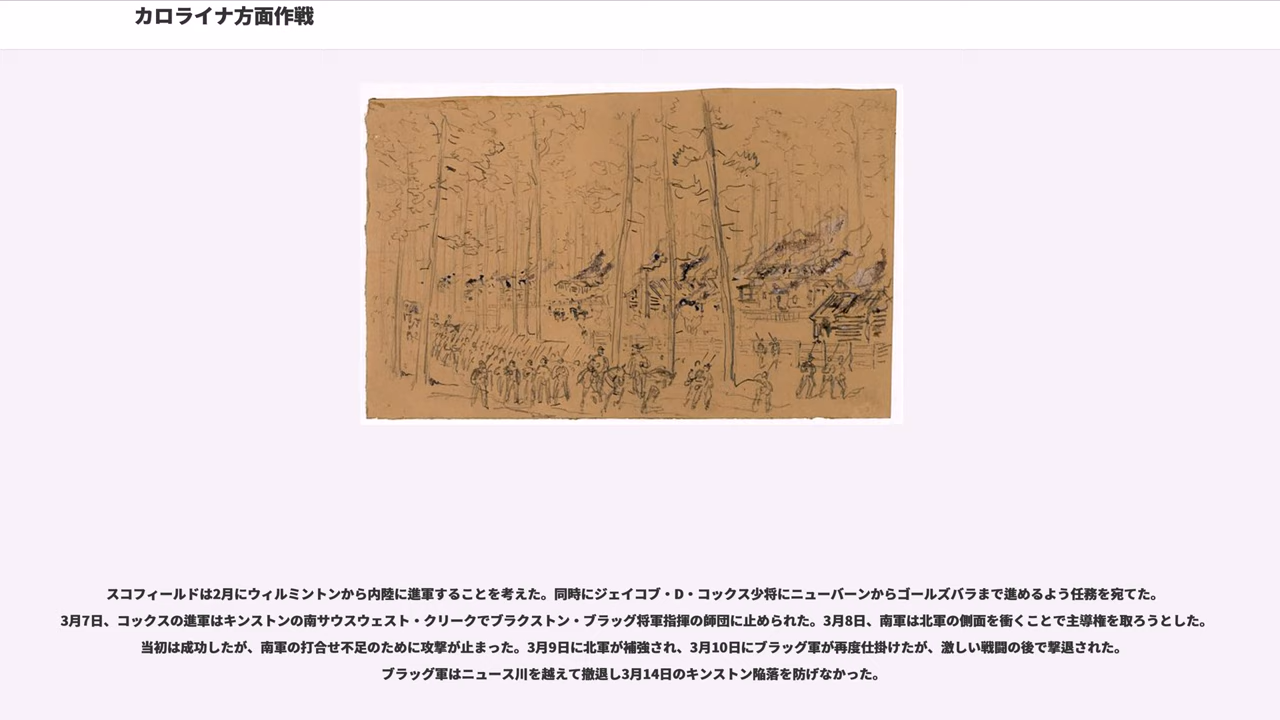 カロライナ方面作戦
スコフィールドは2月にウィルミントンから内陸に進軍することを考えた。同時にジェイコブ・D・コックス少将にニューバーンからゴールズバラまで進めるよう任務を宛てた。
3月7日、コックスの進軍はキンストンの南サウスウェスト・クリークでブラクストン・ブラッグ将軍指揮の師団に止められた。3月8日、南軍は北軍の側面を衝くことで主導権を取ろうとした。
当初は成功したが、南軍の打合せ不足のために攻撃が止まった。3月9日に北軍が補強され、3月10日にブラッグ軍が再度仕掛けたが、激しい戦闘の後で撃退された。
ブラッグ軍はニュース川を越えて撤退し3月14日のキンストン陥落を防げなかった。